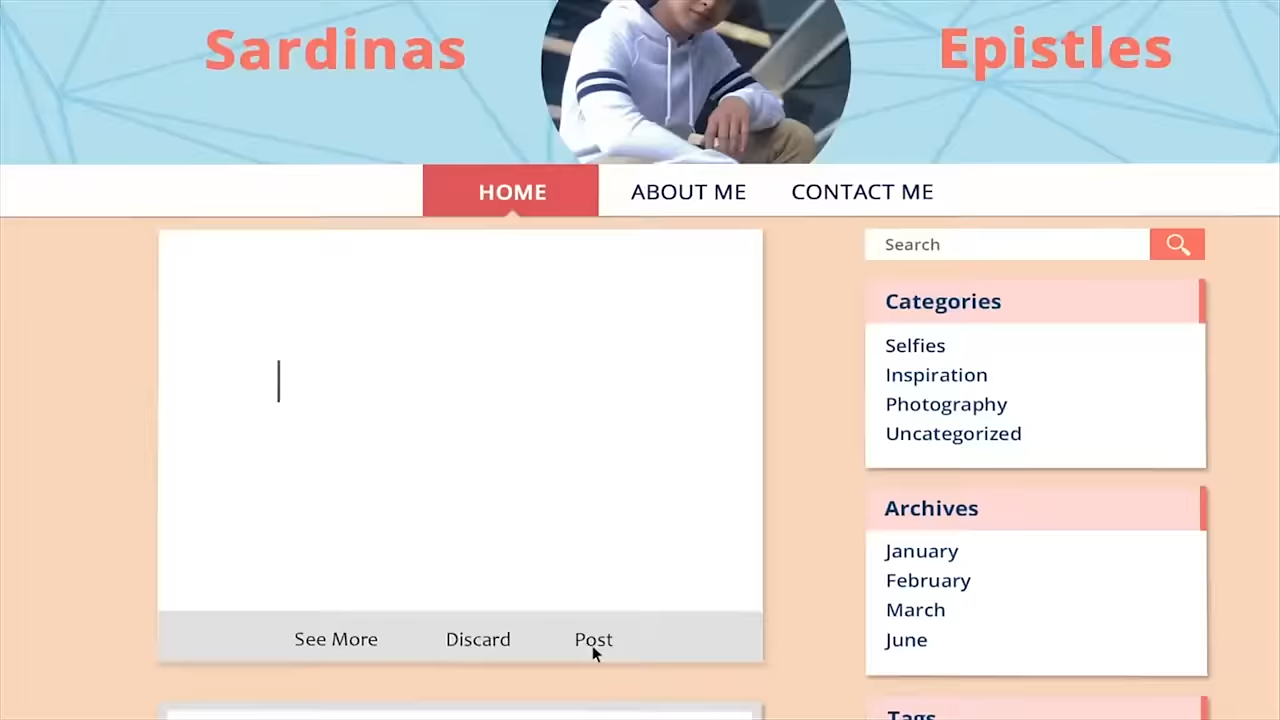 Sardinas
Epistles
HOME
ABOUT ME
CONTACT ME
Search
Categories
Selfies
Inspiration
Photography
Uncategorized
Archives
January
February
March
June
See More
Discard
Post
Tags